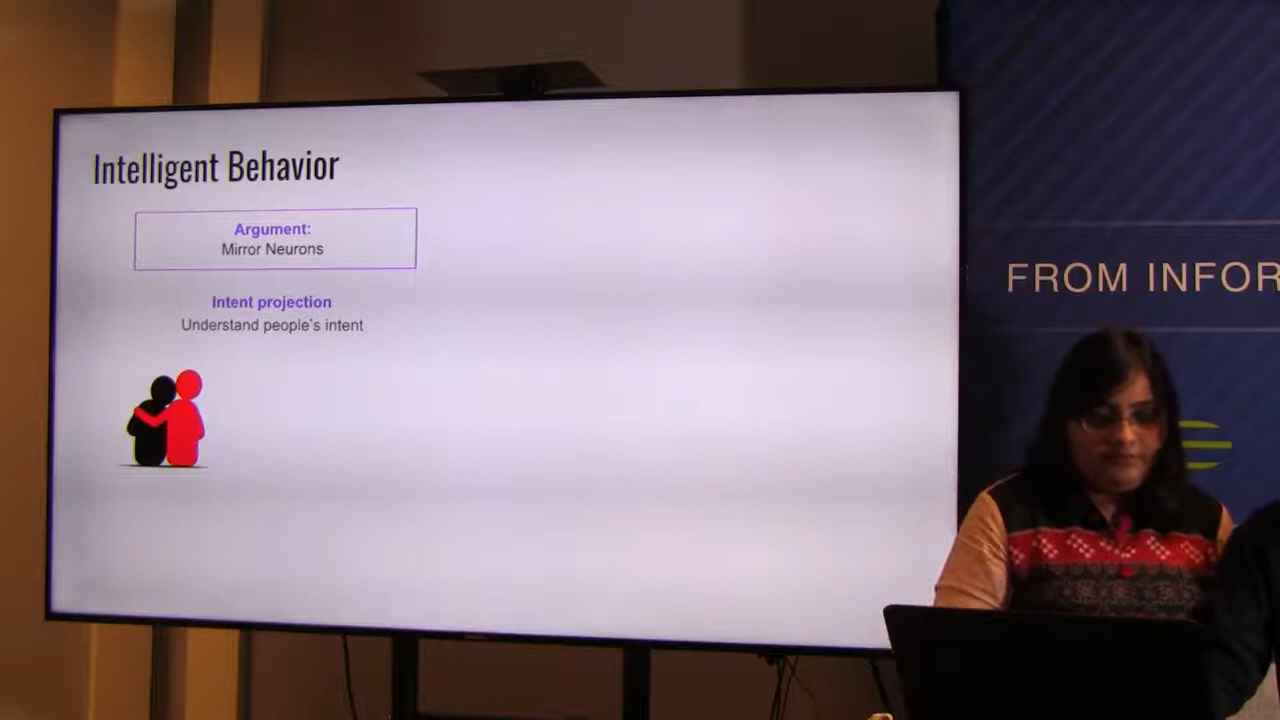 Intelligent Behavior
Argument:
Mirror Neurons
Intent projection
Understand people's intent
FROM INFOR